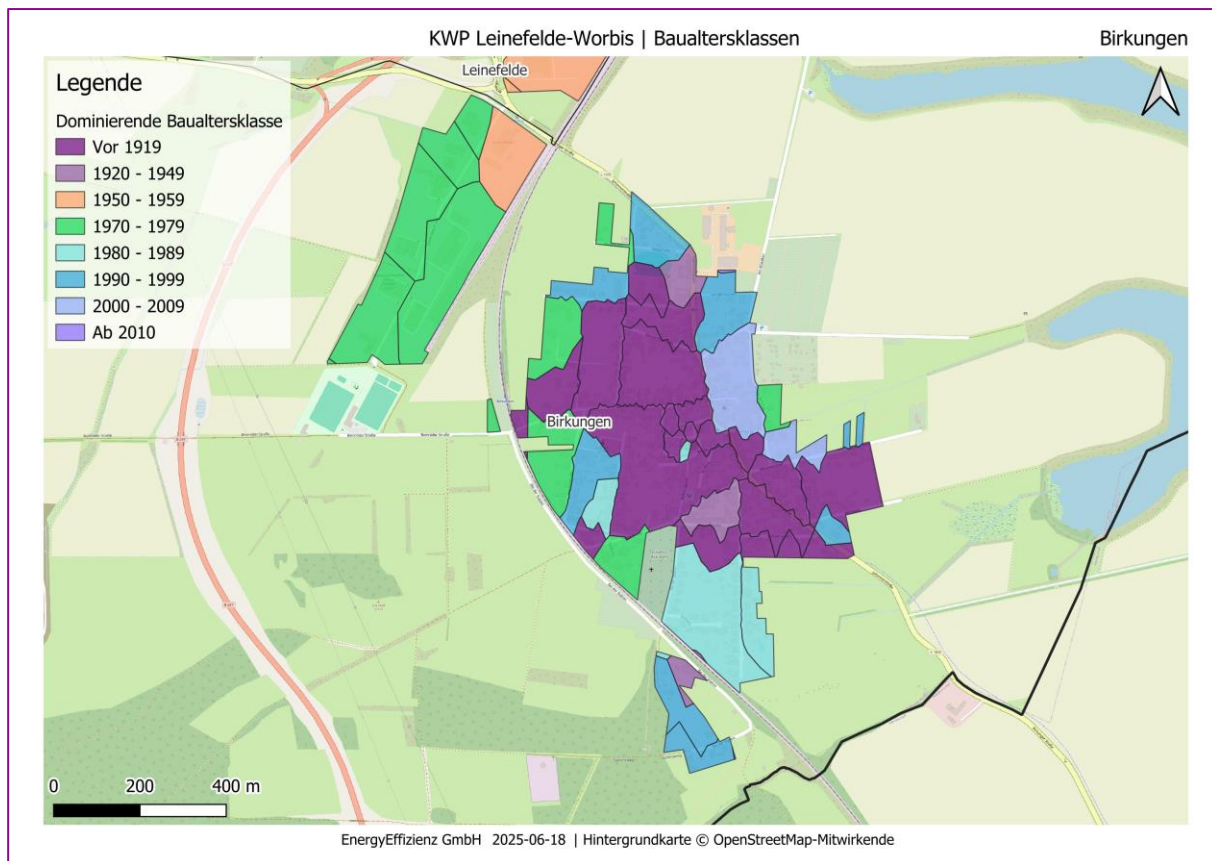 KWP Leinefelde-Worbis | Baualtersklassen
Birkungen
Legende
Dominierende Baualtersklasse
Vor 1919
1920 - 1949
1950 - 1959
1970 - 1979
1980 - 1989
1990 - 1999
2000 - 2009
Ab 2010
Leinefelde
Birkungen
0 200 400 m
EnergyEffizienz GmbH 2025-06-18 | Hintergrundkarte © OpenStreetMap-Mitwirkende